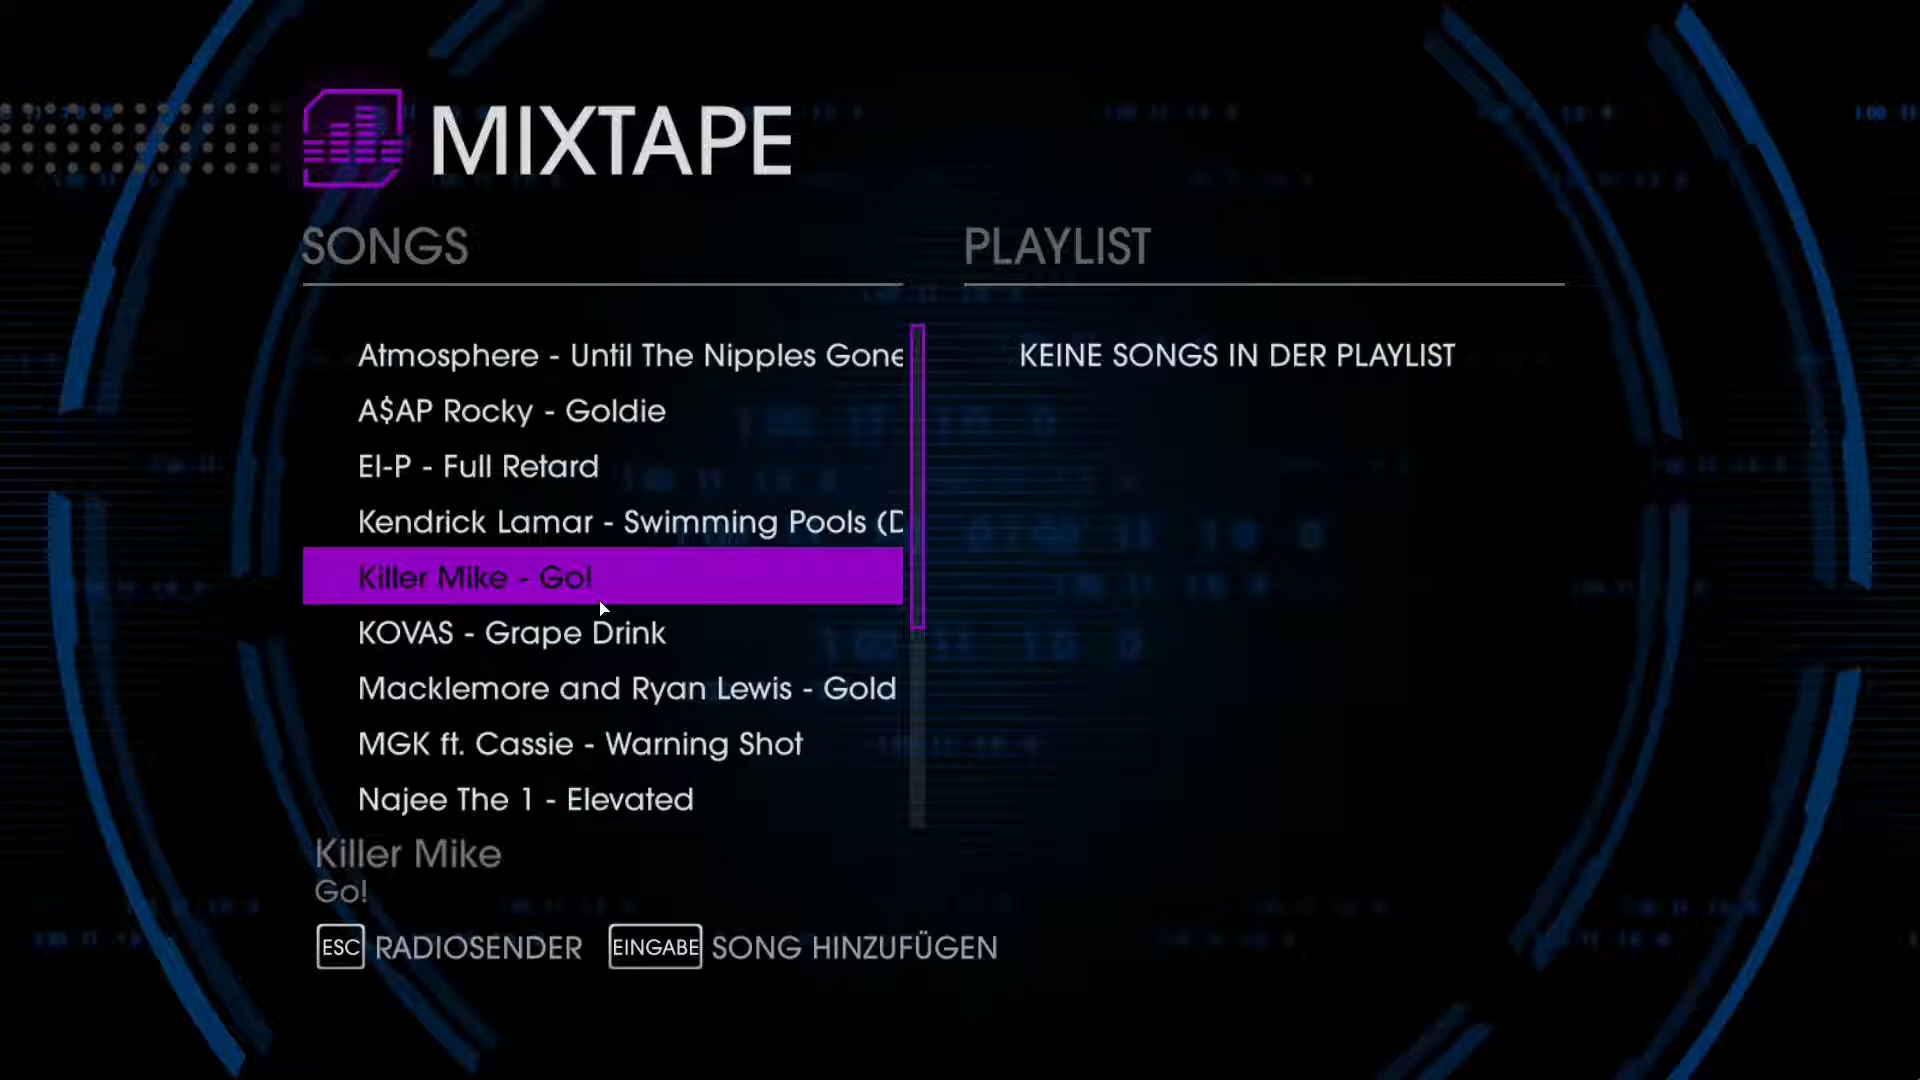 MIXTAPE
SONGS
Atmosphere - Until The Nipples Gone
A$AP Rocky - Goldie
El-P - Full Retard
Kendrick Lamar - Swimming Pools (D
Killer Mike - Go!
KOVAS - Grape Drink
Macklemore and Ryan Lewis - Gold
MGK ft. Cassie - Warning Shot
Najee The 1 - Elevated
PLAYLIST
KEINE SONGS IN DER PLAYLIST
Killer Mike
Go!
ESC RADIOSENDER EINGABE SONG HINZUFÜGEN